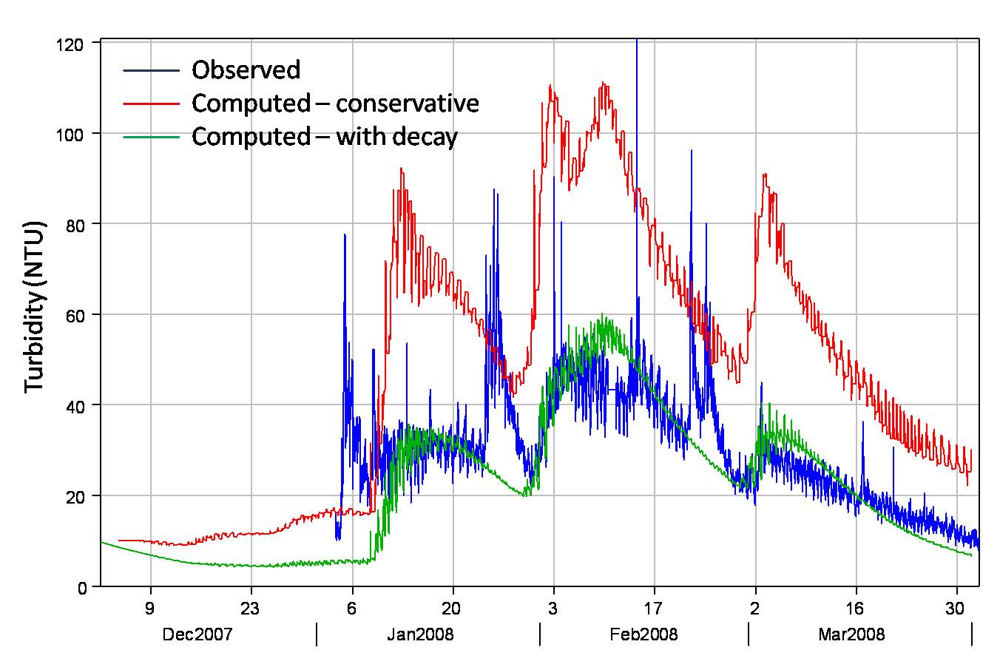 120
Observed
Computed – conservative
100
Computed – with decay
80
60
40
20
0
Turbidity (NTU)
9 23 6 20 3 17 2 16 30
Dec2007 Jan2008 Feb2008 Mar2008